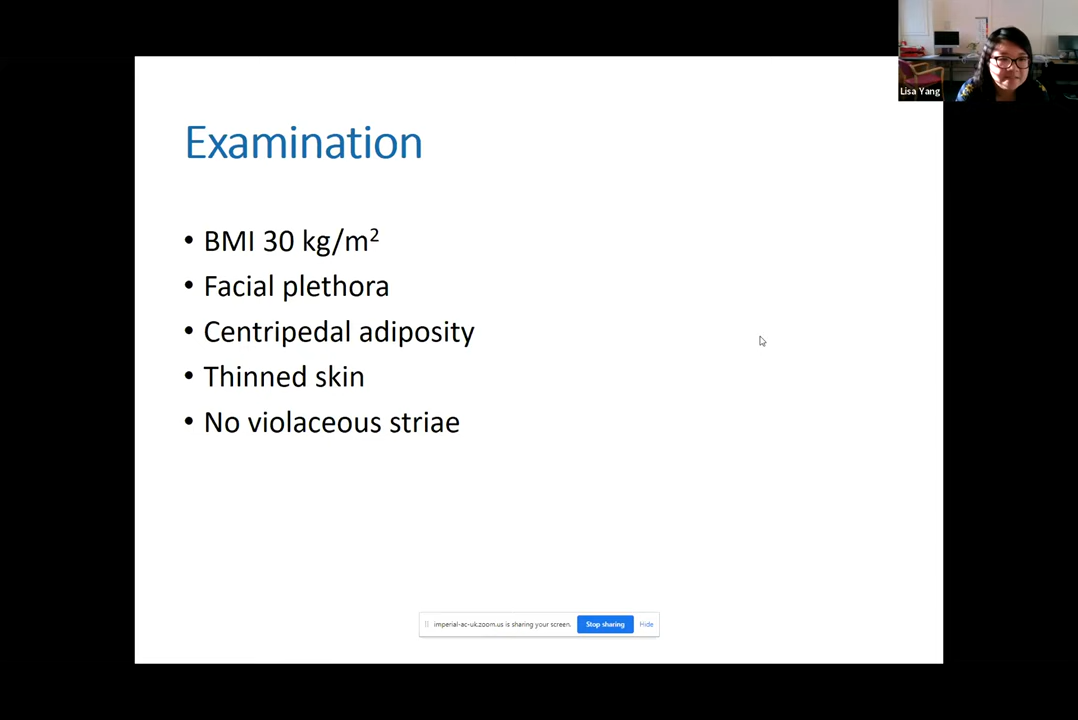 Lisa Yang
Examination
• BMI 30 kg/m²
• Facial plethora
• Centripedal adiposity
• Thinned skin
• No violaceous striae
imperial-ac-uk.zoom.us is sharing your screen. Stop sharing Hide